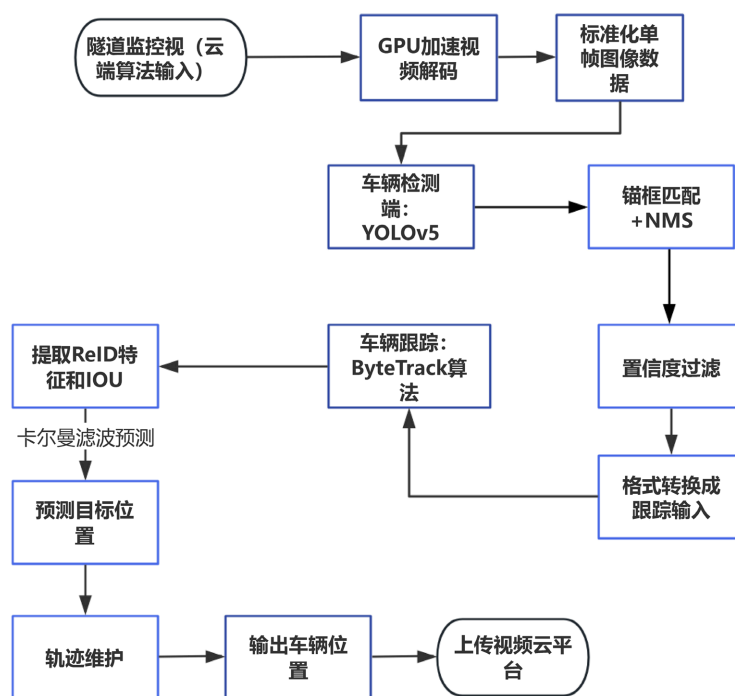 隧道监控视（云
端算法输入）
GPU加速视
频解码
标准化单
帧图像数
据
车辆检测
端：
YOLOv5
锚框匹配
+NMS
置信度过滤
格式转换成
跟踪输入
车辆跟踪：
ByteTrack算
法
提取ReID特
征和IOU
卡尔曼滤波预测
预测目标位
置
轨迹维护
输出车辆位
置
上传视频云平
台